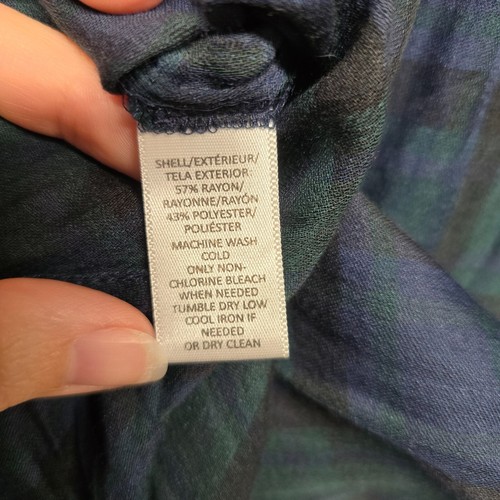 SHELL/EXTÉRIEUR/
TELA EXTERIOR:
57% RAYON/
RAYONNE/RAYÓN
43% POLYESTER/
POLIÉSTER
MACHINE WASH
COLD
ONLY NON-
CHLORINE BLEACH
WHEN NEEDED
TUMBLE DRY LOW
COOL IRON IF
NEEDED
OR DRY CLEAN